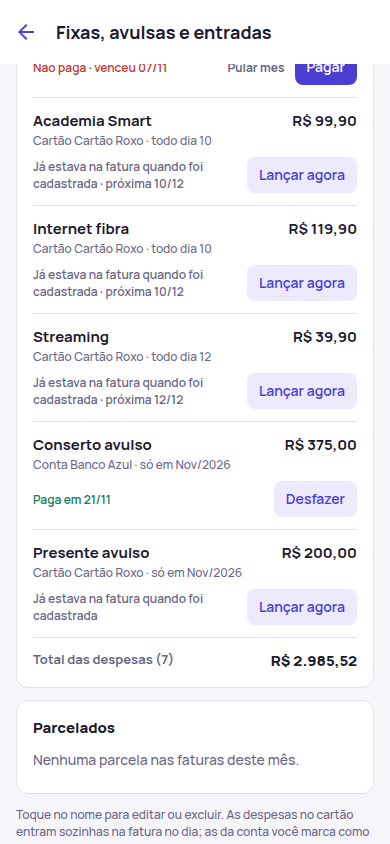 Fixas, avulsas e entradas
Não paga · venceu 07/11
Pular mês
Pagar
Academia Smart
R$ 99,90
Cartão Cartão Roxo · todo dia 10
Já estava na fatura quando foi
cadastrada · próxima 10/12
Lançar agora
Internet fibra
R$ 119,90
Cartão Cartão Roxo · todo dia 10
Já estava na fatura quando foi
cadastrada · próxima 10/12
Lançar agora
Streaming
R$ 39,90
Cartão Cartão Roxo · todo dia 12
Já estava na fatura quando foi
cadastrada · próxima 12/12
Lançar agora
Conserto avulso
R$ 375,00
Conta Banco Azul · só em Nov/2026
Paga em 21/11
Desfazer
Presente avulso
R$ 200,00
Cartão Cartão Roxo · só em Nov/2026
Já estava na fatura quando foi
cadastrada
Lançar agora
Total das despesas (7)
R$ 2.985,52
Parcelados
Nenhuma parcela nas faturas deste mês.
Toque no nome para editar ou excluir. As despesas no cartão
entram sozinhas na fatura no dia; as da conta você marca como